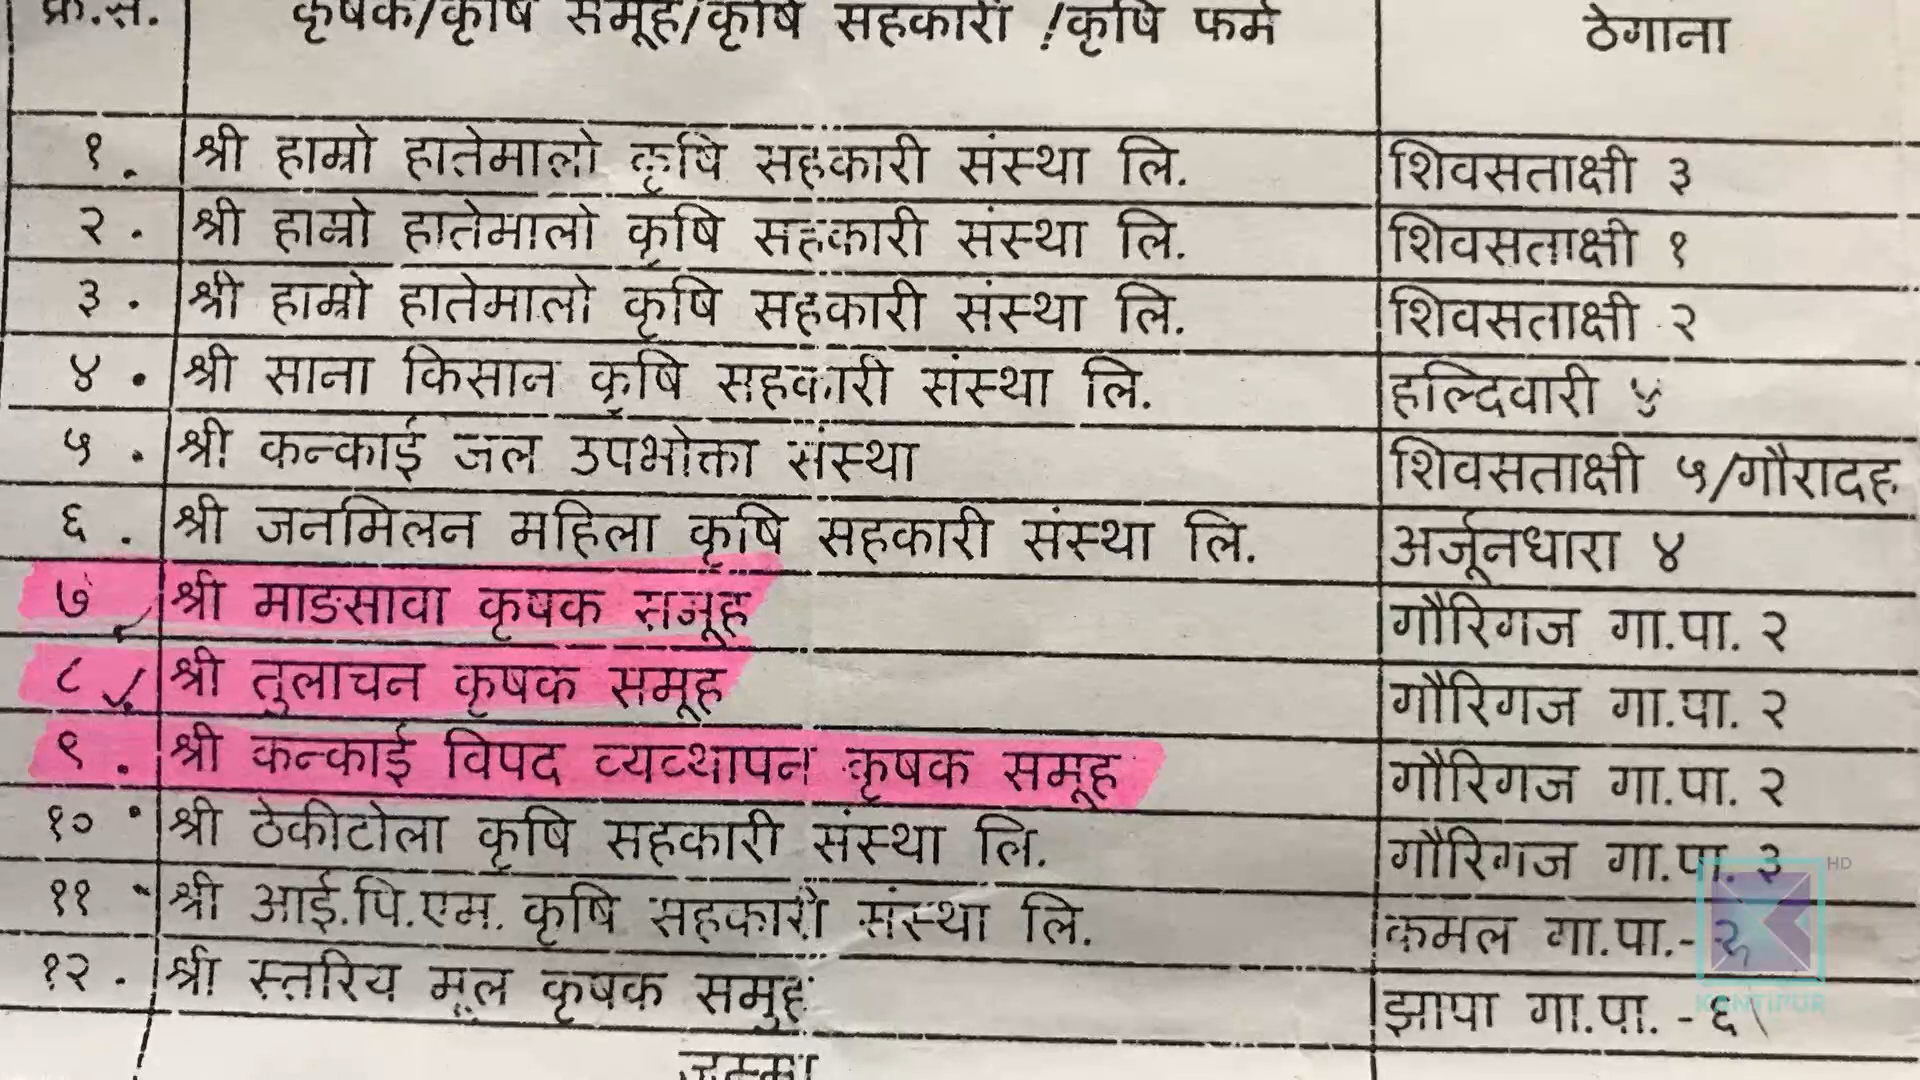 क्र.स. कृषक/कृषि समूह/कृषि सहकारी /कृषि फर्म ठेगाना
१. श्री हाम्रो हातेमालो कृषि सहकारी संस्था लि. शिवसताक्षी ३
२. श्री हाम्रो हातेमालो कृषि सहकारी संस्था लि. शिवसताक्षी १
३. श्री हाम्रो हातेमालो कृषि सहकारी संस्था लि. शिवसताक्षी २
४. श्री साना किसान कृषि सहकारी संस्था लि. हल्दिवारी ५
५. श्री कन्काई जल उपभोक्ता संस्था शिवसताक्षी ५/गौरादह
६. श्री जनमिलन महिला कृषि सहकारी संस्था लि. अर्जूनधारा ४
७ श्री माङसावा कृषक समूह गौरिगज गा.पा. २
८ श्री तुलाचन कृषक समूह गौरिगज गा.पा. २
९. श्री कन्काई विपद व्यव्थापन कृषक समूह गौरिगज गा.पा. २
१० श्री ठेकीटोला कृषि सहकारी संस्था लि. गौरिगज गा.पा. ३
११ श्री आई.पि.एम. कृषि सहकारी संस्था लि. कमल गा.पा.- २
१२. श्री स्तरिय मूल कृषक समुह झापा गा.पा. - ६
HD
KANTIPUR